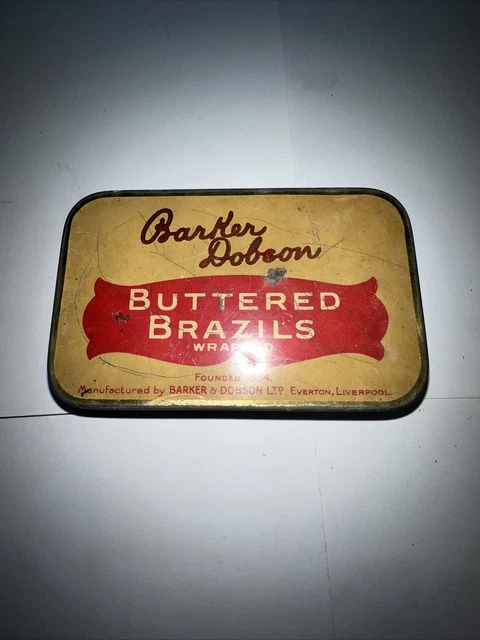 Barker
Dobson
BUTTERED
BRAZILS
FOUNDED
Manufactured by BARKER & DOBSON LTD EVERTON, LIVERPOOL.